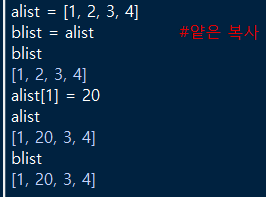 alist = [1, 2, 3, 4]
blist = alist #얕은 복사
blist
[1, 2, 3, 4]
alist[1] = 20
alist
[1, 20, 3, 4]
blist
[1, 20, 3, 4]